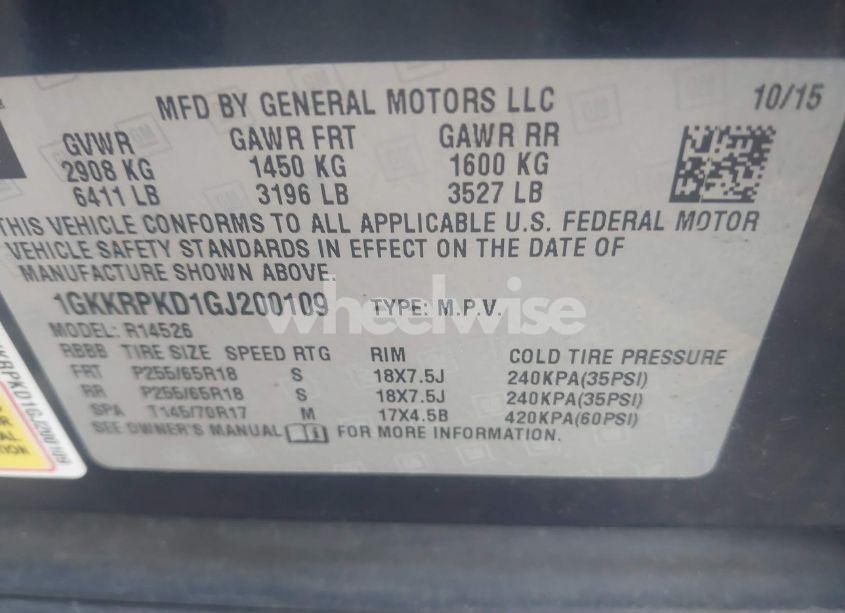 MFD BY GENERAL MOTORS LLC 10/15
GVWR GAWR FRT GAWR RR
2908 KG 1450 KG 1600 KG
6411 LB 3196 LB 3527 LB
THIS VEHICLE CONFORMS TO ALL APPLICABLE U.S. FEDERAL MOTOR
VEHICLE SAFETY STANDARDS IN EFFECT ON THE DATE OF
MANUFACTURE SHOWN ABOVE.
1GKKRPKD1GJ200109 TYPE: M.P.V.
wheelwise
MODEL: R14526
RBBB TIRE SIZE SPEED RTG RIM COLD TIRE PRESSURE
FRT P255/65R18 S 18X7.5J 240KPA(35PSI)
RR P255/65R18 S 18X7.5J 240KPA(35PSI)
SPA T145/70R17 M 17X4.5B 420KPA(60PSI)
SEE OWNER'S MANUAL FOR MORE INFORMATION.
KRPKD1GJ200109